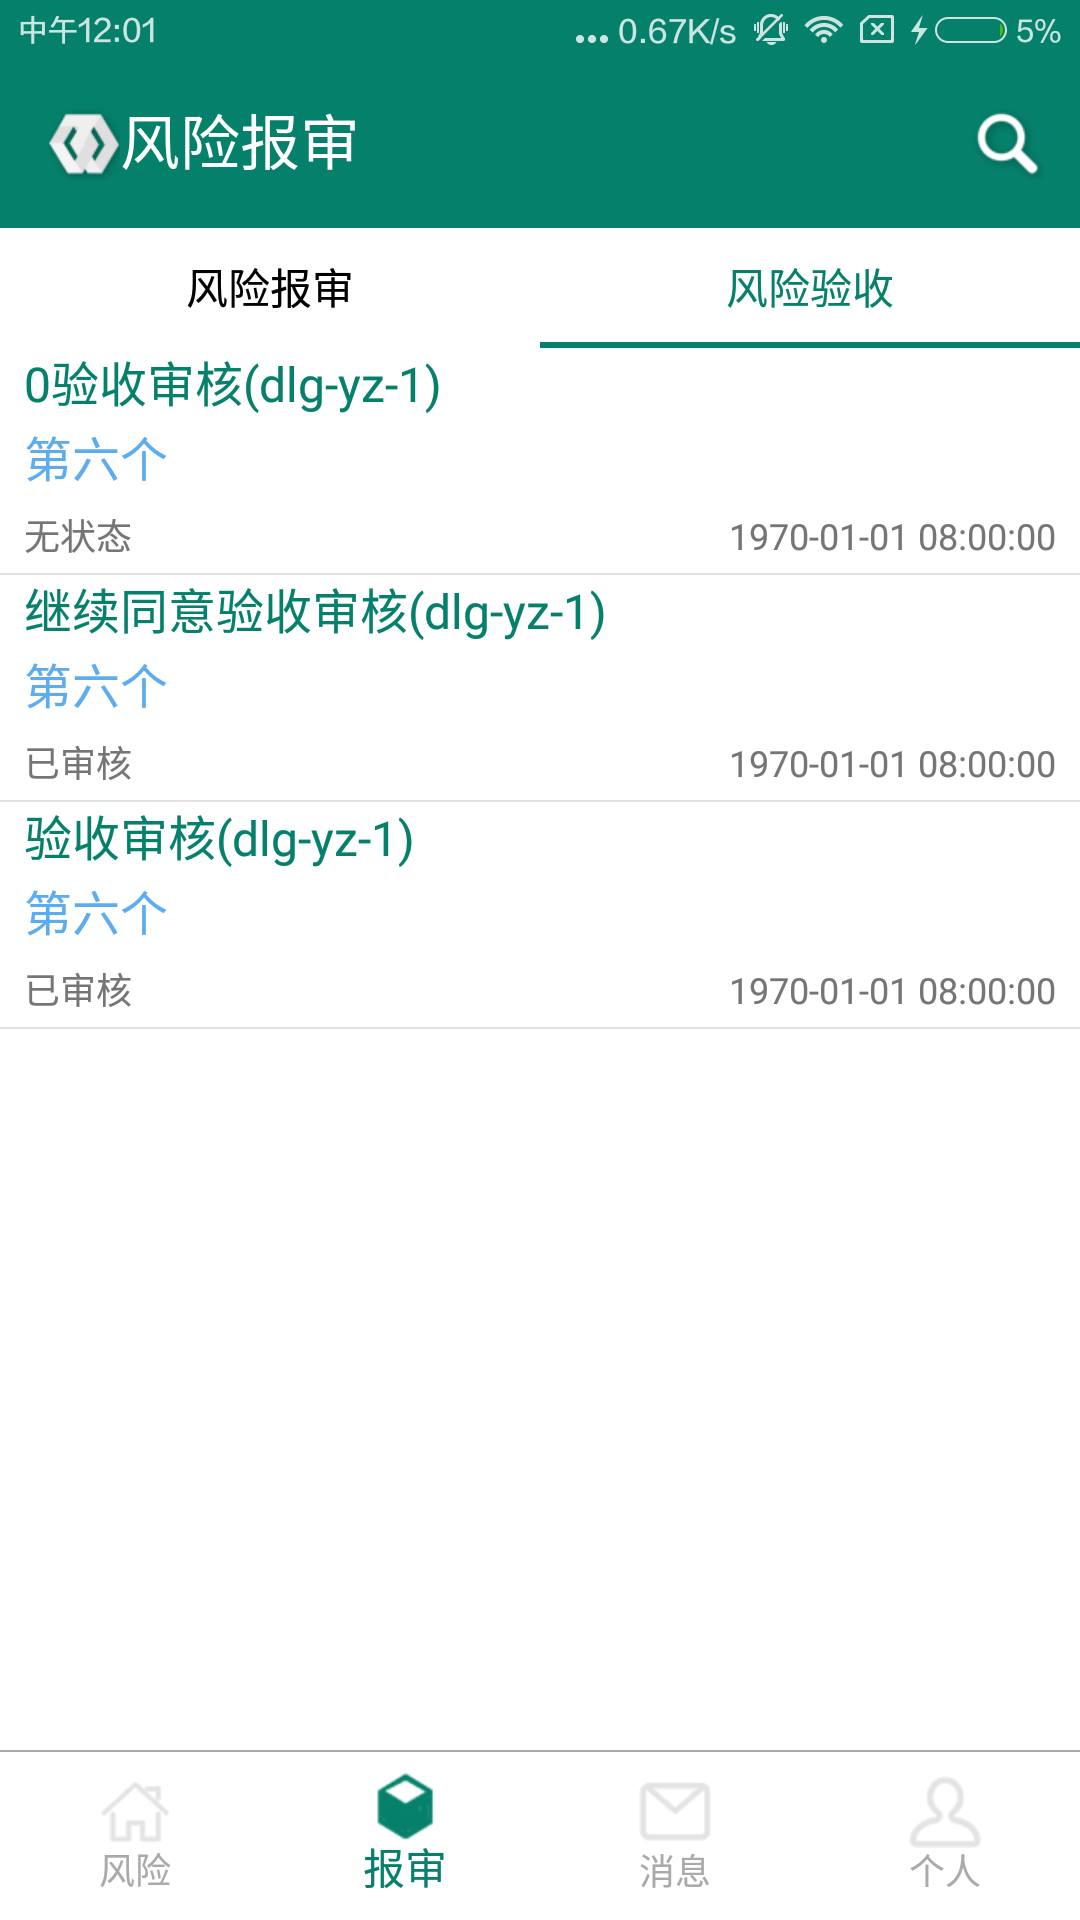 中午12:01
... 0.67K/s 5%
风险报审
风险报审 风险验收
0验收审核(dlg-yz-1)
第六个
无状态 1970-01-01 08:00:00
继续同意验收审核(dlg-yz-1)
第六个
已审核 1970-01-01 08:00:00
验收审核(dlg-yz-1)
第六个
已审核 1970-01-01 08:00:00
风险 报审 消息 个人